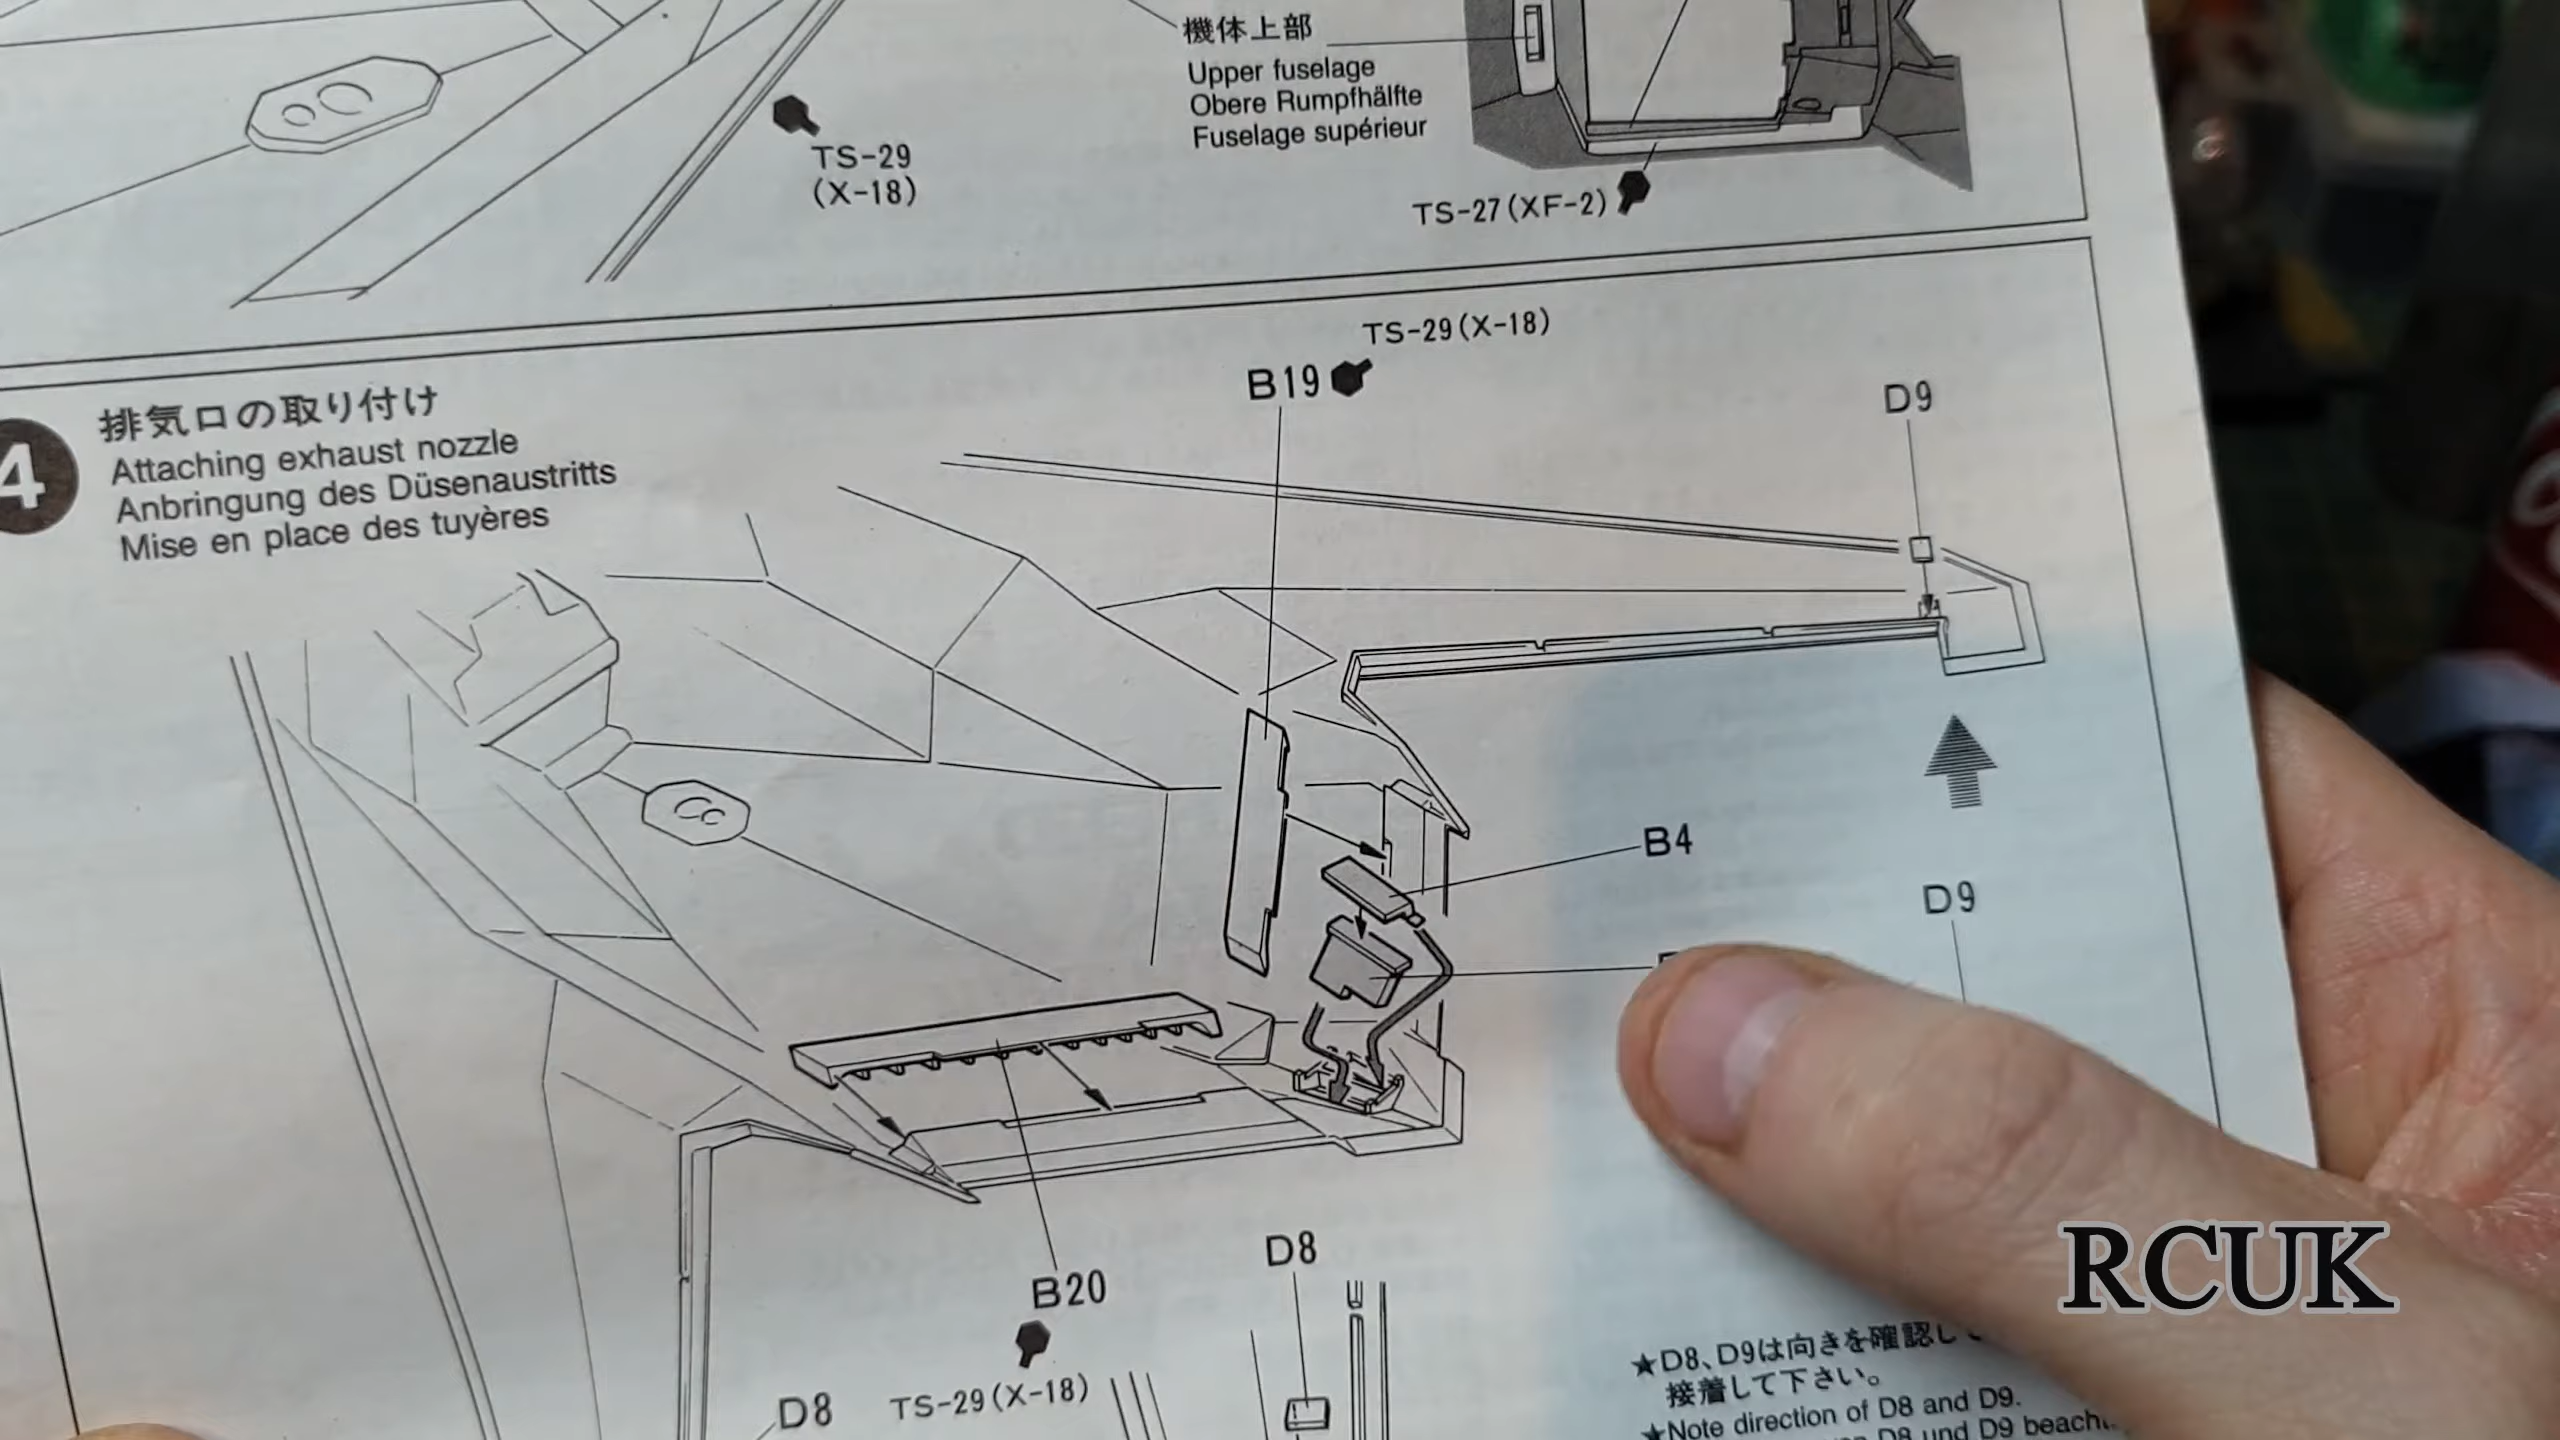 機体上部
Upper fuselage
Obere Rumpfhälfte
Fuselage supérieur
TS-29
(X-18)
TS-27(XF-2)
4
排気口の取り付け
Attaching exhaust nozzle
Anbringung des Düsenaustritts
Mise en place des tuyères
TS-29(X-18)
B19
D9
B4
D9
B20
TS-29(X-18)
D8
D8
★D8、D9は向きを確認し
接着して下さい。
★Note direction of D8 and D9.
D8 und D9
RCUK